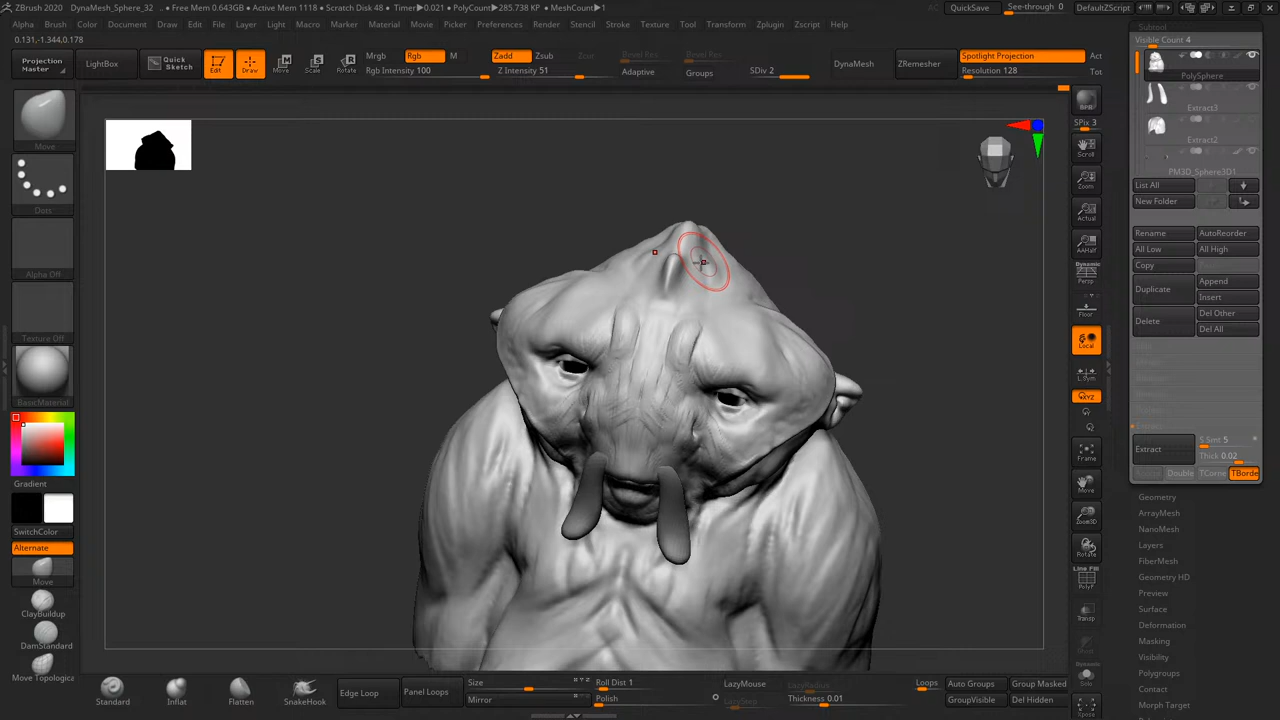 ZBrush 2020 DynaMesh_Sphere_32 .. • Free Mem 0.643GB • Active Mem 1118 • Scratch Disk 48 • Timer▶0.021 • PolyCount▶285.738 KP • MeshCount▶1
AC QuickSave See-through 0 DefaultZScript
Alpha Brush Color Document Draw Edit File Layer Light Macro Marker Material Movie Picker Preferences Render Stencil Stroke Texture Tool Transform Zplugin Zscript
0.131,-1.344,0.178
Projection Master
LightBox
Quick Sketch
Edit
Draw
Move
Scale
Rotate
Mrgb Rgb M
Rgb Intensity 100
Zadd Zsub
Z Intensity 51
Adaptive
Groups
SDiv 2
DynaMesh
ZRemesher
Spotlight Projection
Resolution 128
Act
Tot
Move
Dots
Alpha Off
Texture Off
BasicMaterial
Gradient
SwitchColor
Alternate
Move
ClayBuildup
DamStandard
Move Topologica
BPR
SPix 3
Scroll
Zoom
Actual
AAHalf
Dynamic
Persp
Floor
Local
L.Sym
XYZ
Frame
Move
Zoom3D
Rotate
Line Fill
PolyF
Transp
Dynamic
Solo
Xpose
Subtool
Visible Count 4
PolySphere
Extract3
Extract2
PM3D_Sphere3D1
List All
New Folder
Rename AutoReorder
All Low All High
Copy
Duplicate
Append
Insert
Delete
Del Other
Del All
Extract
S Smt 5
Thick 0.02
Double TCorne TBorde
Geometry
ArrayMesh
NanoMesh
Layers
FiberMesh
Geometry HD
Preview
Surface
Deformation
Masking
Visibility
Polygroups
Contact
Morph Target
Standard
Inflat
Flatten
SnakeHook
Edge Loop
Panel Loops
Size
Mirror
Roll Dist 1
Polish
LazyMouse
LazyStep
LazyRadius
Thickness 0.01
Loops
Auto Groups
GroupVisible
Group Masked
Del Hidden